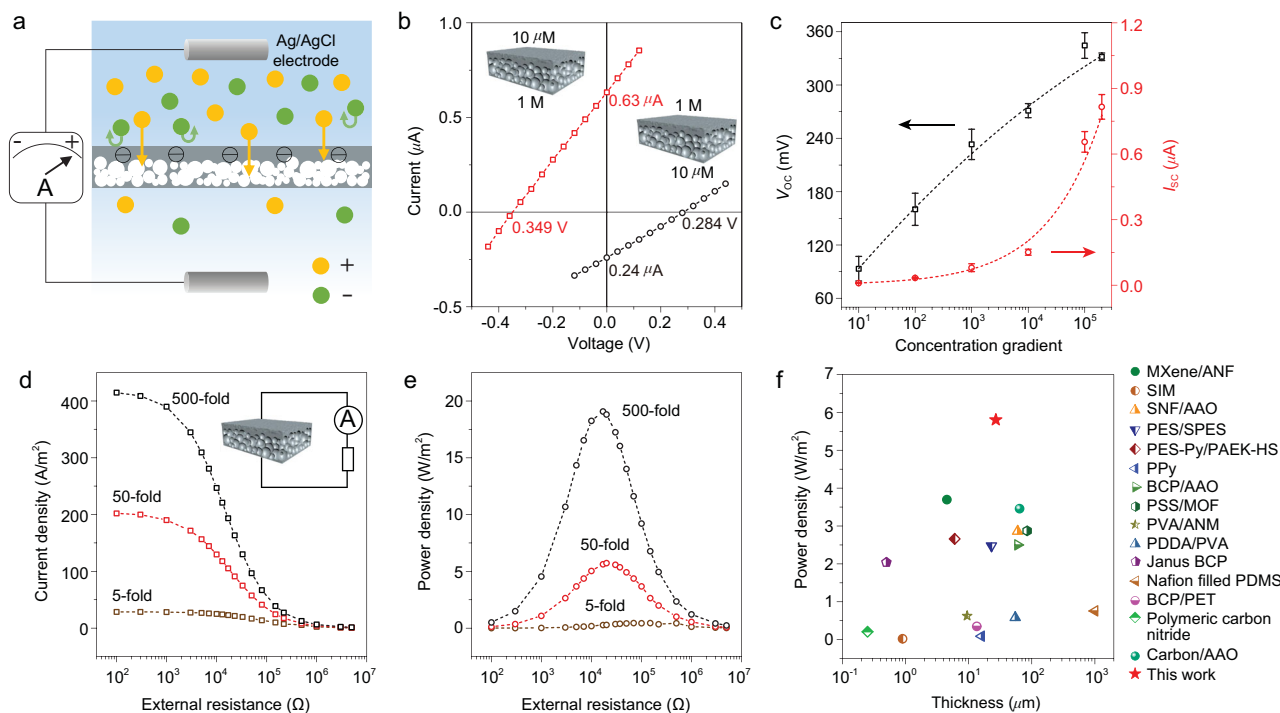 a
Ag/AgCl
electrode
- +
A
+
-
b
Current (μA)
1.0
0.5
0.0
-0.5
10 μM
1 M
0.63 μA
1 M
10 μM
0.349 V
0.284 V
0.24 μA
-0.4 -0.2 0.0 0.2 0.4
Voltage (V)
c
VOC (mV)
360
300
240
180
120
60
ISC (μA)
1.2
0.9
0.6
0.3
0.0
10¹ 10² 10³ 10⁴ 10⁵
Concentration gradient
d
Current density (A/m²)
400
300
200
100
0
500-fold
A
50-fold
5-fold
10² 10³ 10⁴ 10⁵ 10⁶ 10⁷
External resistance (Ω)
e
Power density (W/m²)
20
15
10
5
0
500-fold
50-fold
5-fold
10² 10³ 10⁴ 10⁵ 10⁶ 10⁷
External resistance (Ω)
f
Power density (W/m²)
7
6
5
4
3
2
1
0
10⁻¹ 10⁰ 10¹ 10² 10³
Thickness (μm)
MXene/ANF
SIM
SNF/AAO
PES/SPES
PES-Py/PAEK-HS
PPy
BCP/AAO
PSS/MOF
PVA/ANM
PDDA/PVA
Janus BCP
Nafion filled PDMS
BCP/PET
Polymeric carbon
nitride
Carbon/AAO
This work